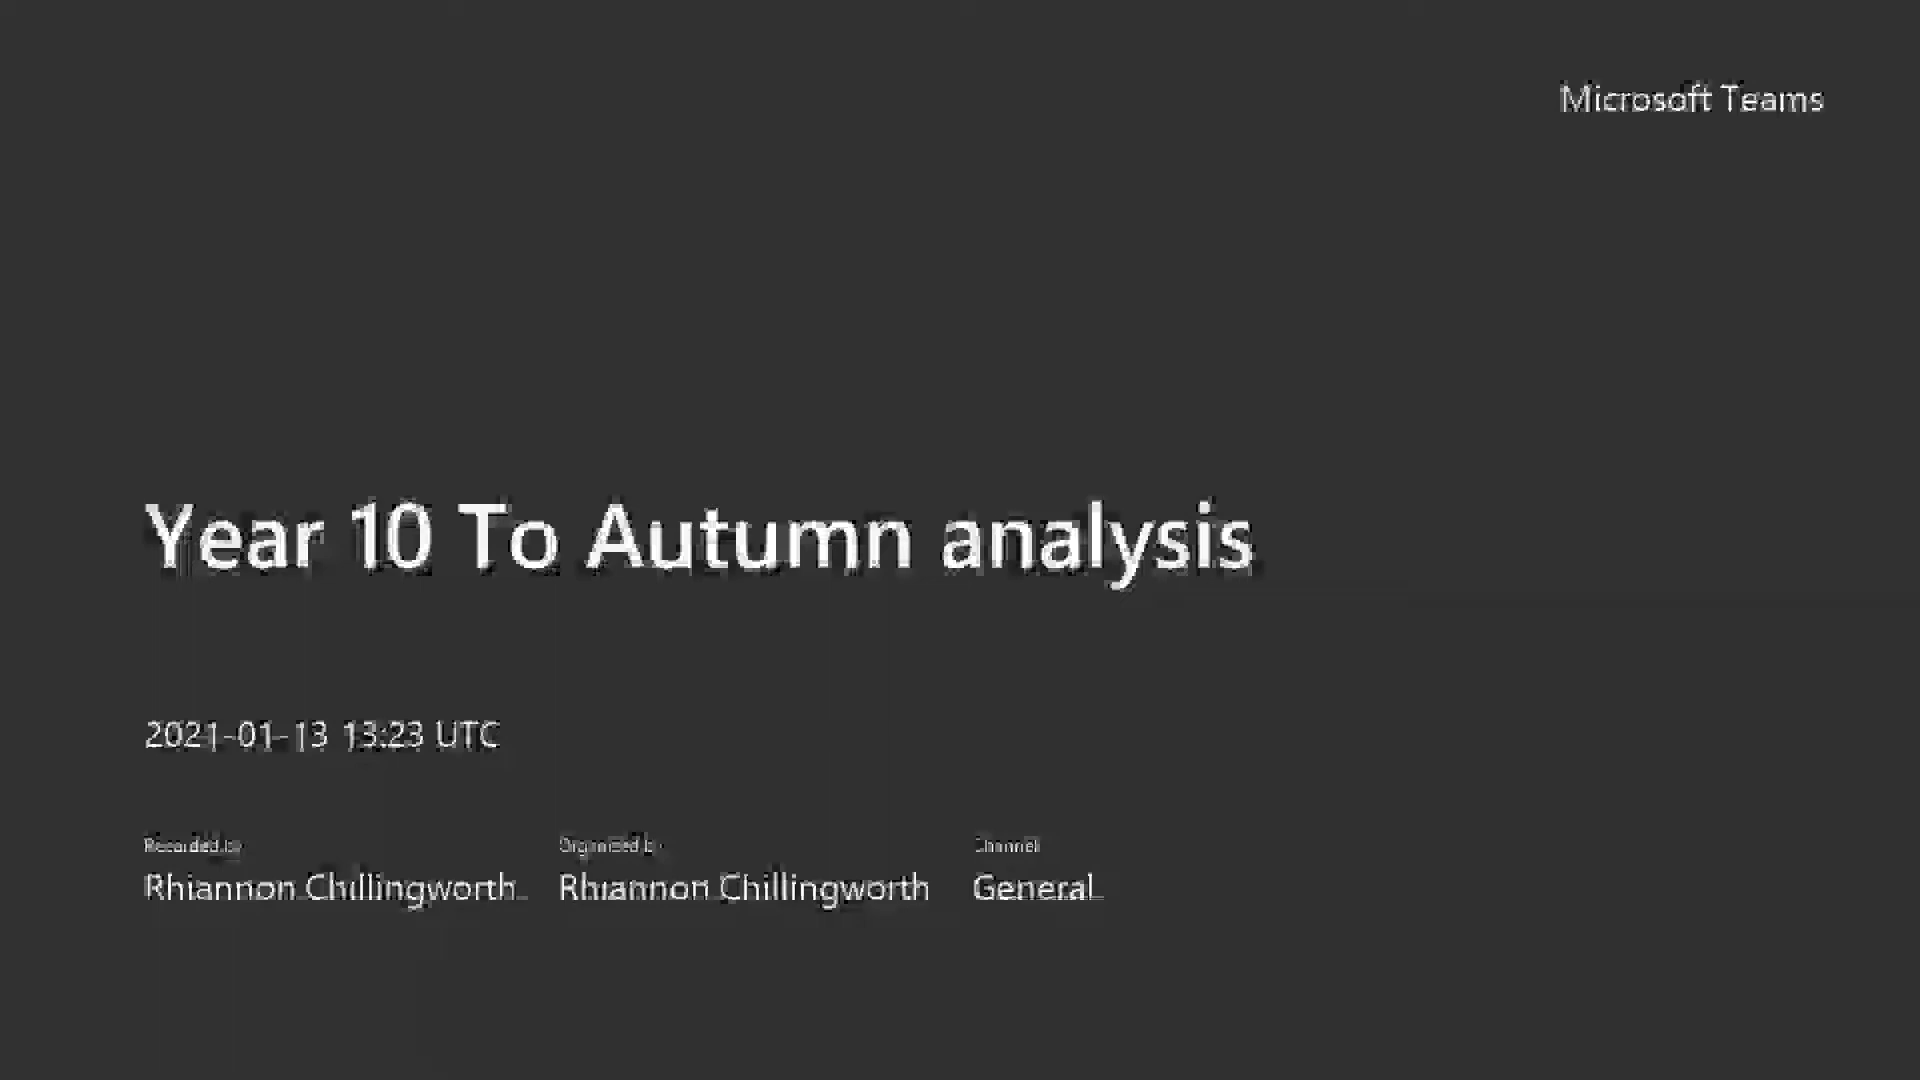 Microsoft Teams
Year 10 To Autumn analysis
2021-01-13 13:23 UTC
Recorded by Organized by Channel
Rhiannon Chillingworth Rhiannon Chillingworth General